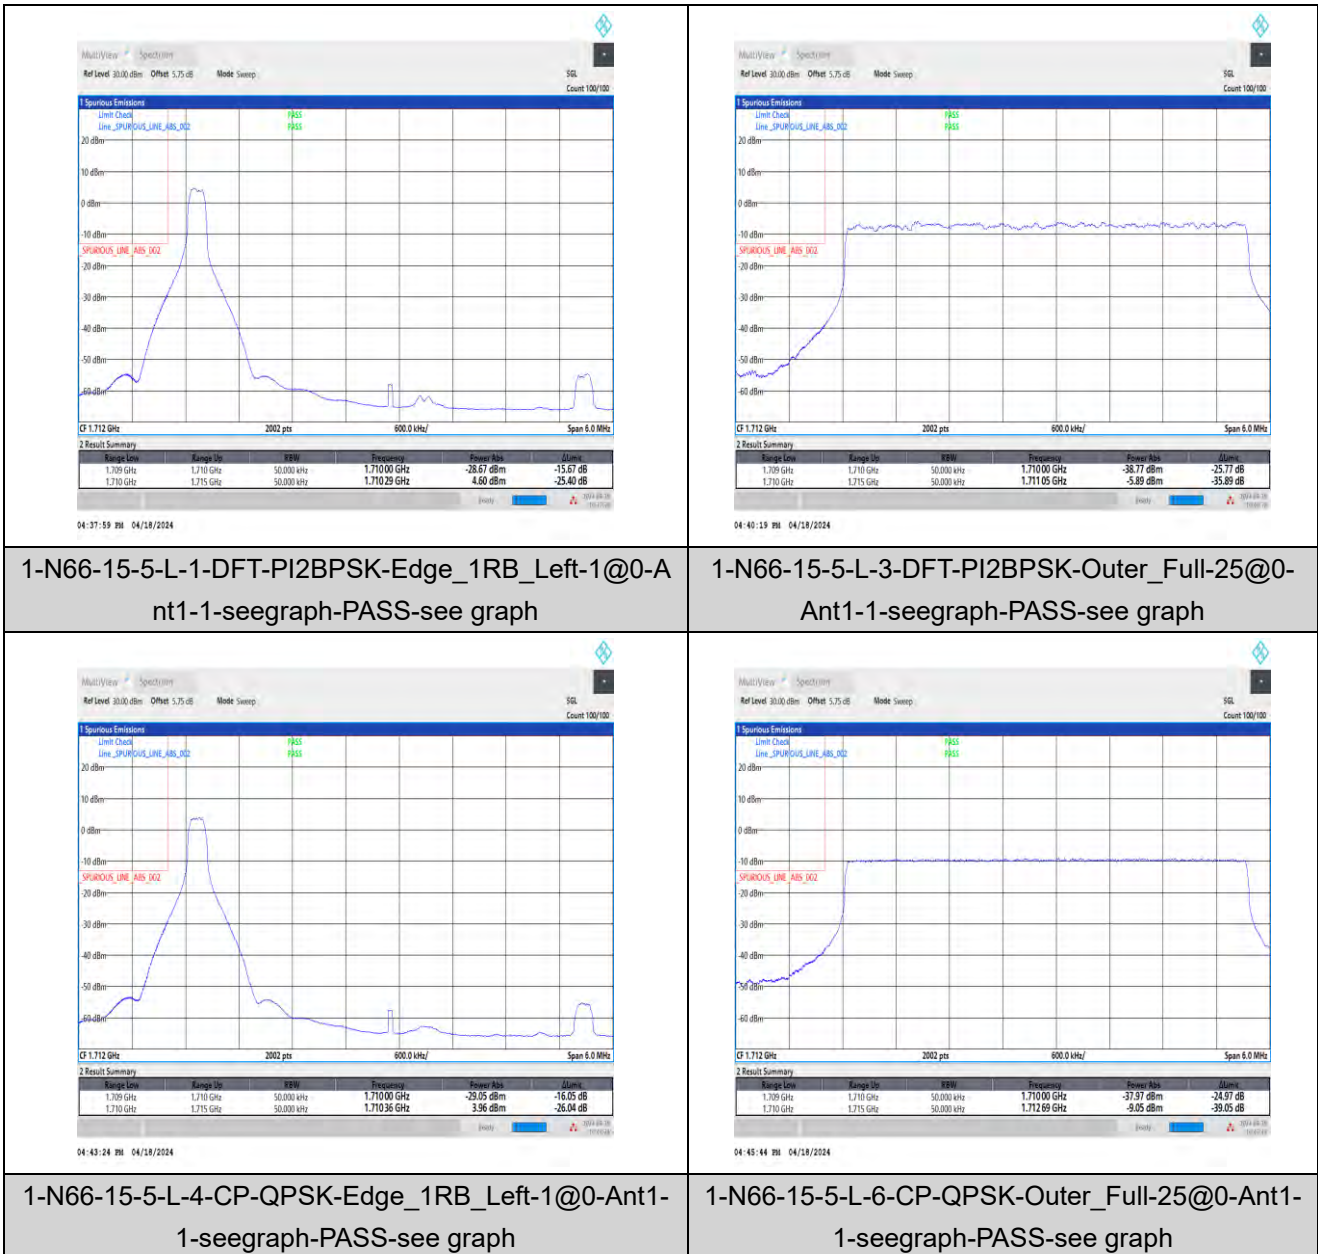 MultiView Spectrum
Ref Level 30.00 dBm Offset 5.75 dB Mode Sweep SGL
Count 100/100
1 Spurious Emissions
Limit Check PASS
Line _SPURIOUS_LINE_ABS_002 PASS
20 dBm
10 dBm
0 dBm
-10 dBm
_SPURIOUS_LINE_ABS_002
-20 dBm
-30 dBm
-40 dBm
-50 dBm
-60 dBm
CF 1.712 GHz 2002 pts 600.0 kHz/ Span 6.0 MHz
2 Result Summary
Range Low Range Up RBW Frequency Power Abs ΔLimit
1.709 GHz 1.710 GHz 50.000 kHz 1.71000 GHz -28.67 dBm -15.67 dB
1.710 GHz 1.715 GHz 50.000 kHz 1.71029 GHz 4.60 dBm -25.40 dB
04:37:59 PM 04/18/2024
1-N66-15-5-L-1-DFT-PI2BPSK-Edge_1RB_Left-1@0-A
nt1-1-seegraph-PASS-see graph
MultiView Spectrum
Ref Level 30.00 dBm Offset 5.75 dB Mode Sweep SGL
Count 100/100
1 Spurious Emissions
Limit Check PASS
Line _SPURIOUS_LINE_ABS_002 PASS
20 dBm
10 dBm
0 dBm
-10 dBm
_SPURIOUS_LINE_ABS_002
-20 dBm
-30 dBm
-40 dBm
-50 dBm
-60 dBm
CF 1.712 GHz 2002 pts 600.0 kHz/ Span 6.0 MHz
2 Result Summary
Range Low Range Up RBW Frequency Power Abs ΔLimit
1.709 GHz 1.710 GHz 50.000 kHz 1.71000 GHz -38.77 dBm -25.77 dB
1.710 GHz 1.715 GHz 50.000 kHz 1.71105 GHz -5.89 dBm -35.89 dB
04:40:19 PM 04/18/2024
1-N66-15-5-L-3-DFT-PI2BPSK-Outer_Full-25@0-
Ant1-1-seegraph-PASS-see graph
MultiView Spectrum
Ref Level 30.00 dBm Offset 5.75 dB Mode Sweep SGL
Count 100/100
1 Spurious Emissions
Limit Check PASS
Line _SPURIOUS_LINE_ABS_002 PASS
20 dBm
10 dBm
0 dBm
-10 dBm
_SPURIOUS_LINE_ABS_002
-20 dBm
-30 dBm
-40 dBm
-50 dBm
-60 dBm
CF 1.712 GHz 2002 pts 600.0 kHz/ Span 6.0 MHz
2 Result Summary
Range Low Range Up RBW Frequency Power Abs ΔLimit
1.709 GHz 1.710 GHz 50.000 kHz 1.71000 GHz -29.05 dBm -16.05 dB
1.710 GHz 1.715 GHz 50.000 kHz 1.71036 GHz 3.96 dBm -26.04 dB
04:43:24 PM 04/18/2024
1-N66-15-5-L-4-CP-QPSK-Edge_1RB_Left-1@0-Ant1-
1-seegraph-PASS-see graph
MultiView Spectrum
Ref Level 30.00 dBm Offset 5.75 dB Mode Sweep SGL
Count 100/100
1 Spurious Emissions
Limit Check PASS
Line _SPURIOUS_LINE_ABS_002 PASS
20 dBm
10 dBm
0 dBm
-10 dBm
_SPURIOUS_LINE_ABS_002
-20 dBm
-30 dBm
-40 dBm
-50 dBm
-60 dBm
CF 1.712 GHz 2002 pts 600.0 kHz/ Span 6.0 MHz
2 Result Summary
Range Low Range Up RBW Frequency Power Abs ΔLimit
1.709 GHz 1.710 GHz 50.000 kHz 1.71000 GHz -37.97 dBm -24.97 dB
1.710 GHz 1.715 GHz 50.000 kHz 1.71269 GHz -9.05 dBm -39.05 dB
04:45:44 PM 04/18/2024
1-N66-15-5-L-6-CP-QPSK-Outer_Full-25@0-Ant1-
1-seegraph-PASS-see graph